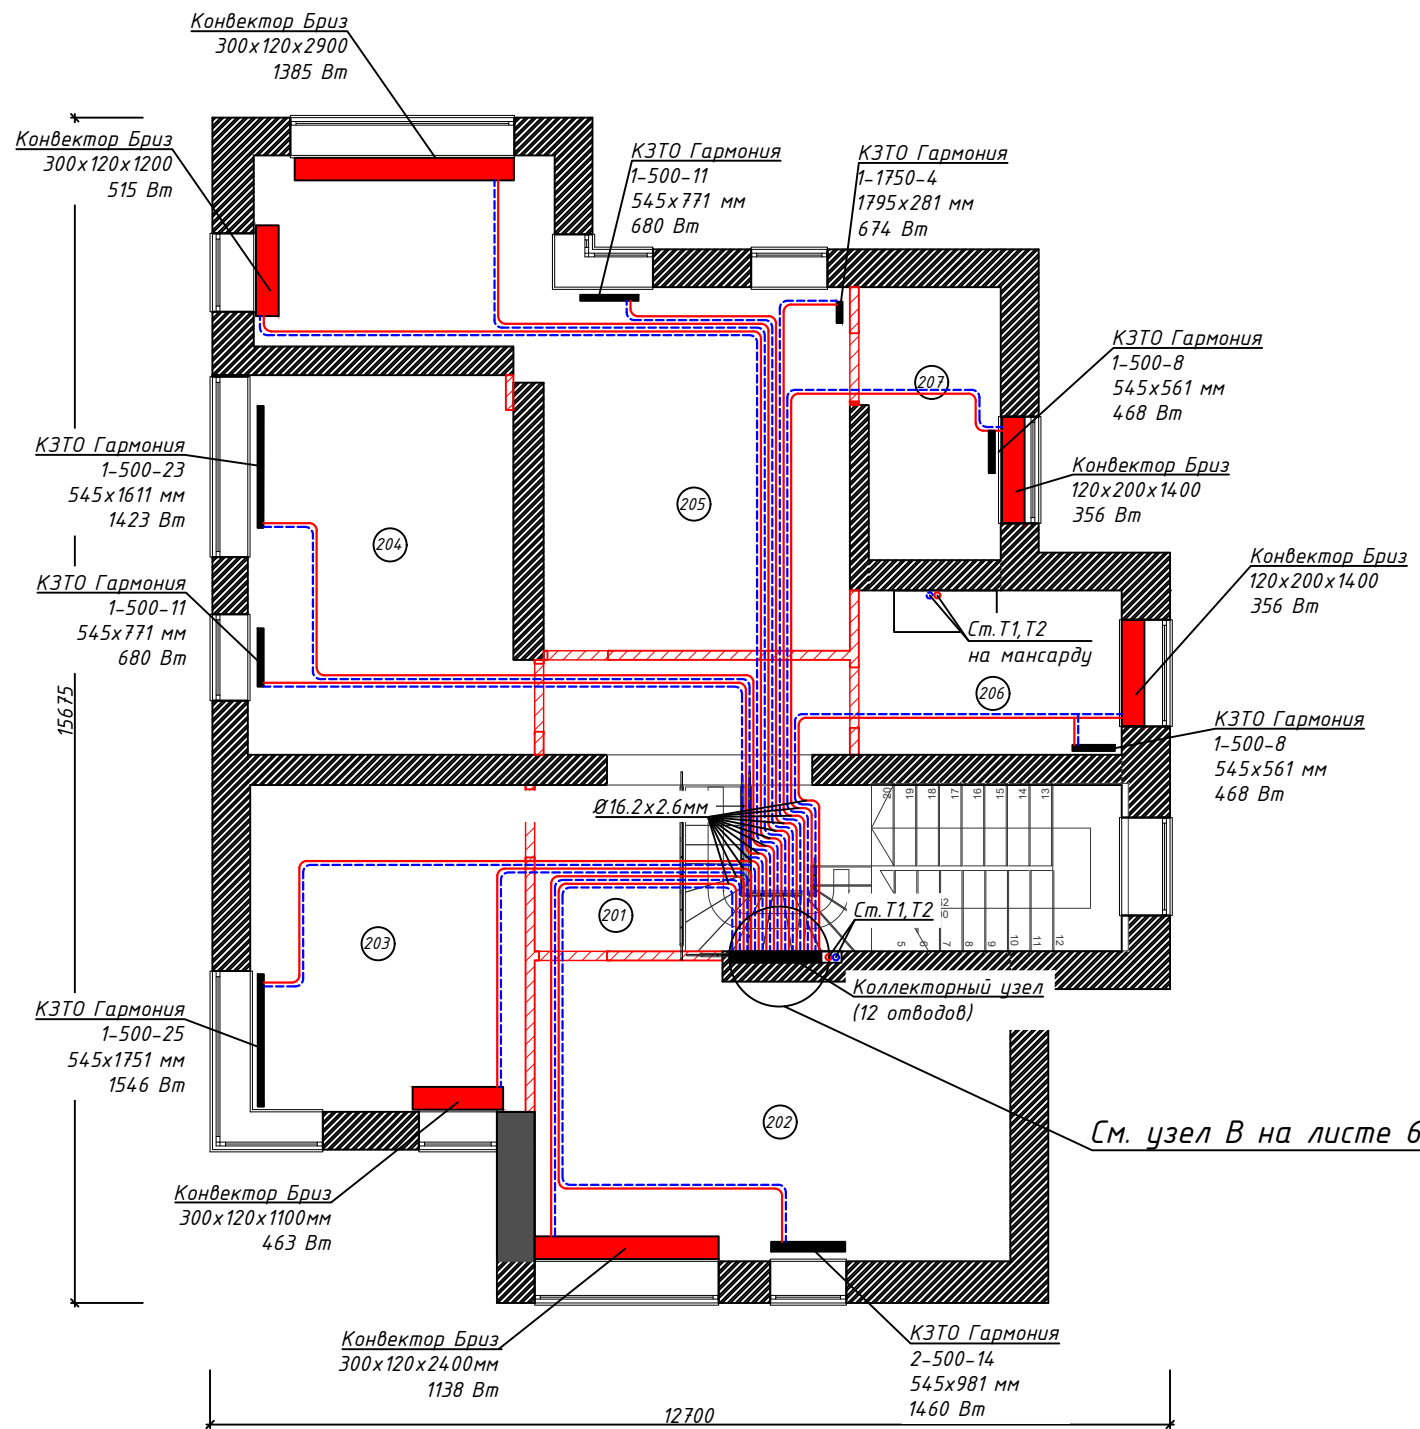 Конвектор Бриз
300х120х2900
1385 Вт
Конвектор Бриз
300х120х1200
515 Вт
КЗТО Гармония
1-500-11
545х771 мм
680 Вт
КЗТО Гармония
1-1750-4
1795х281 мм
674 Вт
КЗТО Гармония
1-500-8
545х561 мм
468 Вт
207
Конвектор Бриз
120х200х1400
356 Вт
КЗТО Гармония
1-500-23
545х1611 мм
1423 Вт
205
204
Конвектор Бриз
120х200х1400
356 Вт
КЗТО Гармония
1-500-11
545х771 мм
680 Вт
Ст.Т1,Т2
на мансарду
206
15675
КЗТО Гармония
1-500-8
545х561 мм
468 Вт
Ø16.2х2.6мм
20
19
18
17
16
15
14
13
201
Ст.Т1,Т2
203
5
6
7
8
9
10
11
12
Коллекторный узел
(12 отводов)
КЗТО Гармония
1-500-25
545х1751 мм
1546 Вт
202
См. узел В на листе 6
Конвектор Бриз
300х120х1100мм
463 Вт
Конвектор Бриз
300х120х2400мм
1138 Вт
КЗТО Гармония
2-500-14
545х981 мм
1460 Вт
12700